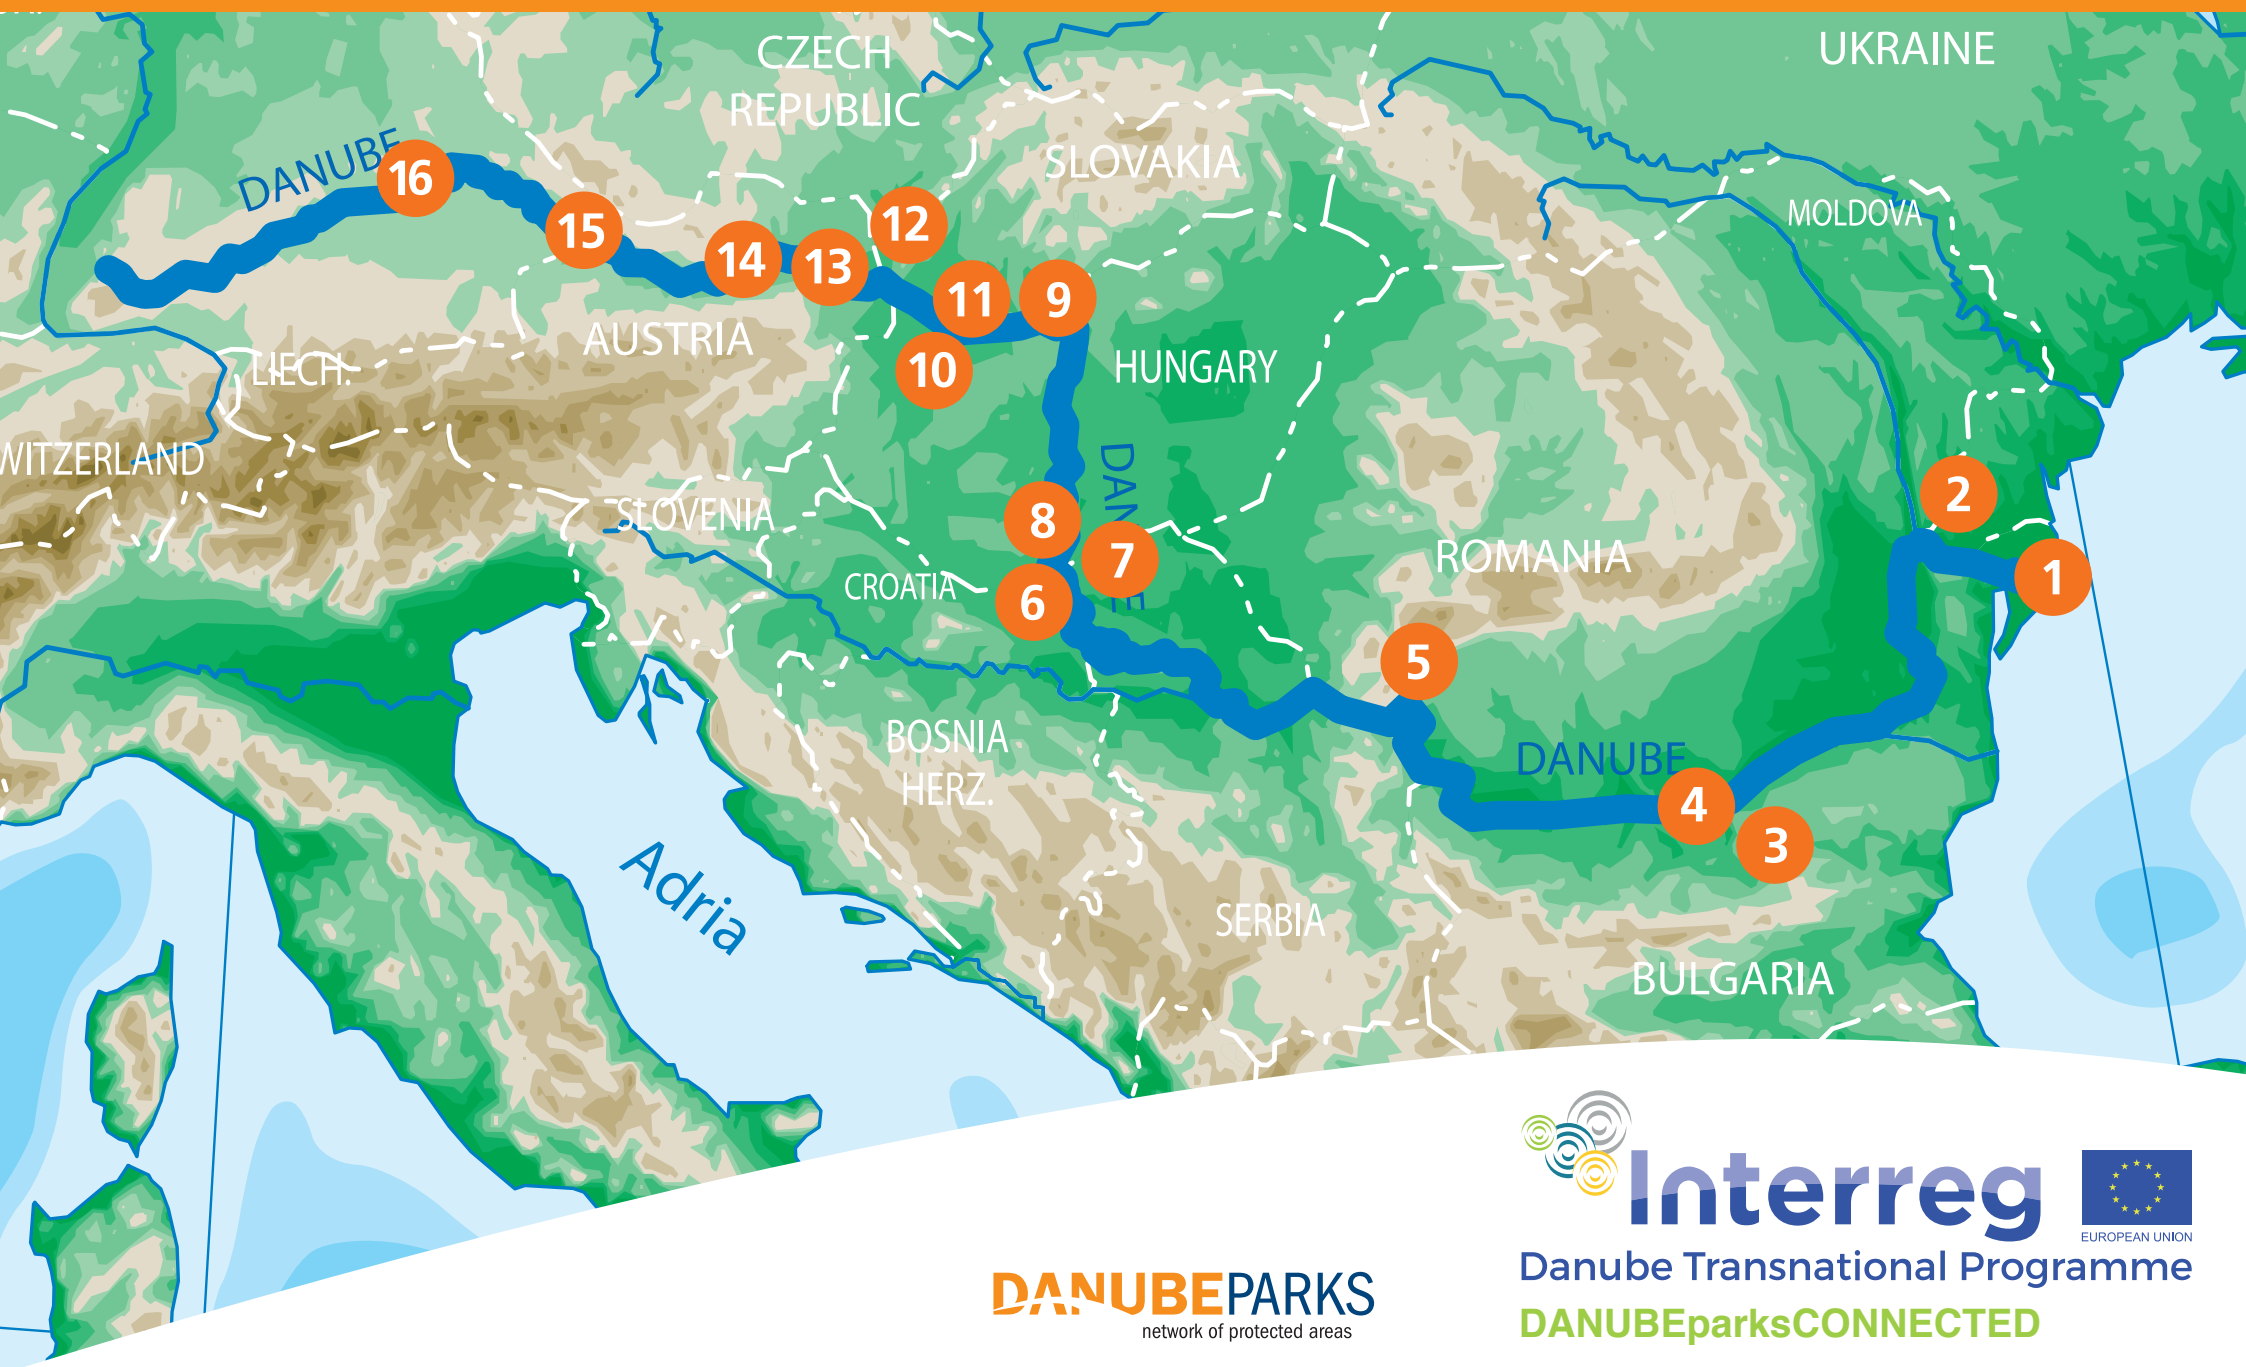 CZECH
REPUBLIC
UKRAINE
SLOVAKIA
DANUBE
16
15
14
13
12
11
9
10
MOLDOVA
AUSTRIA
LIECH.
HUNGARY
WITZERLAND
SLOVENIA
DANUBE
8
7
6
CROATIA
ROMANIA
2
1
5
BOSNIA
HERZ.
DANUBE
4
3
Adria
SERBIA
BULGARIA
Interreg
EUROPEAN UNION
Danube Transnational Programme
DANUBEparksCONNECTED
DANUBEPARKS
network of protected areas